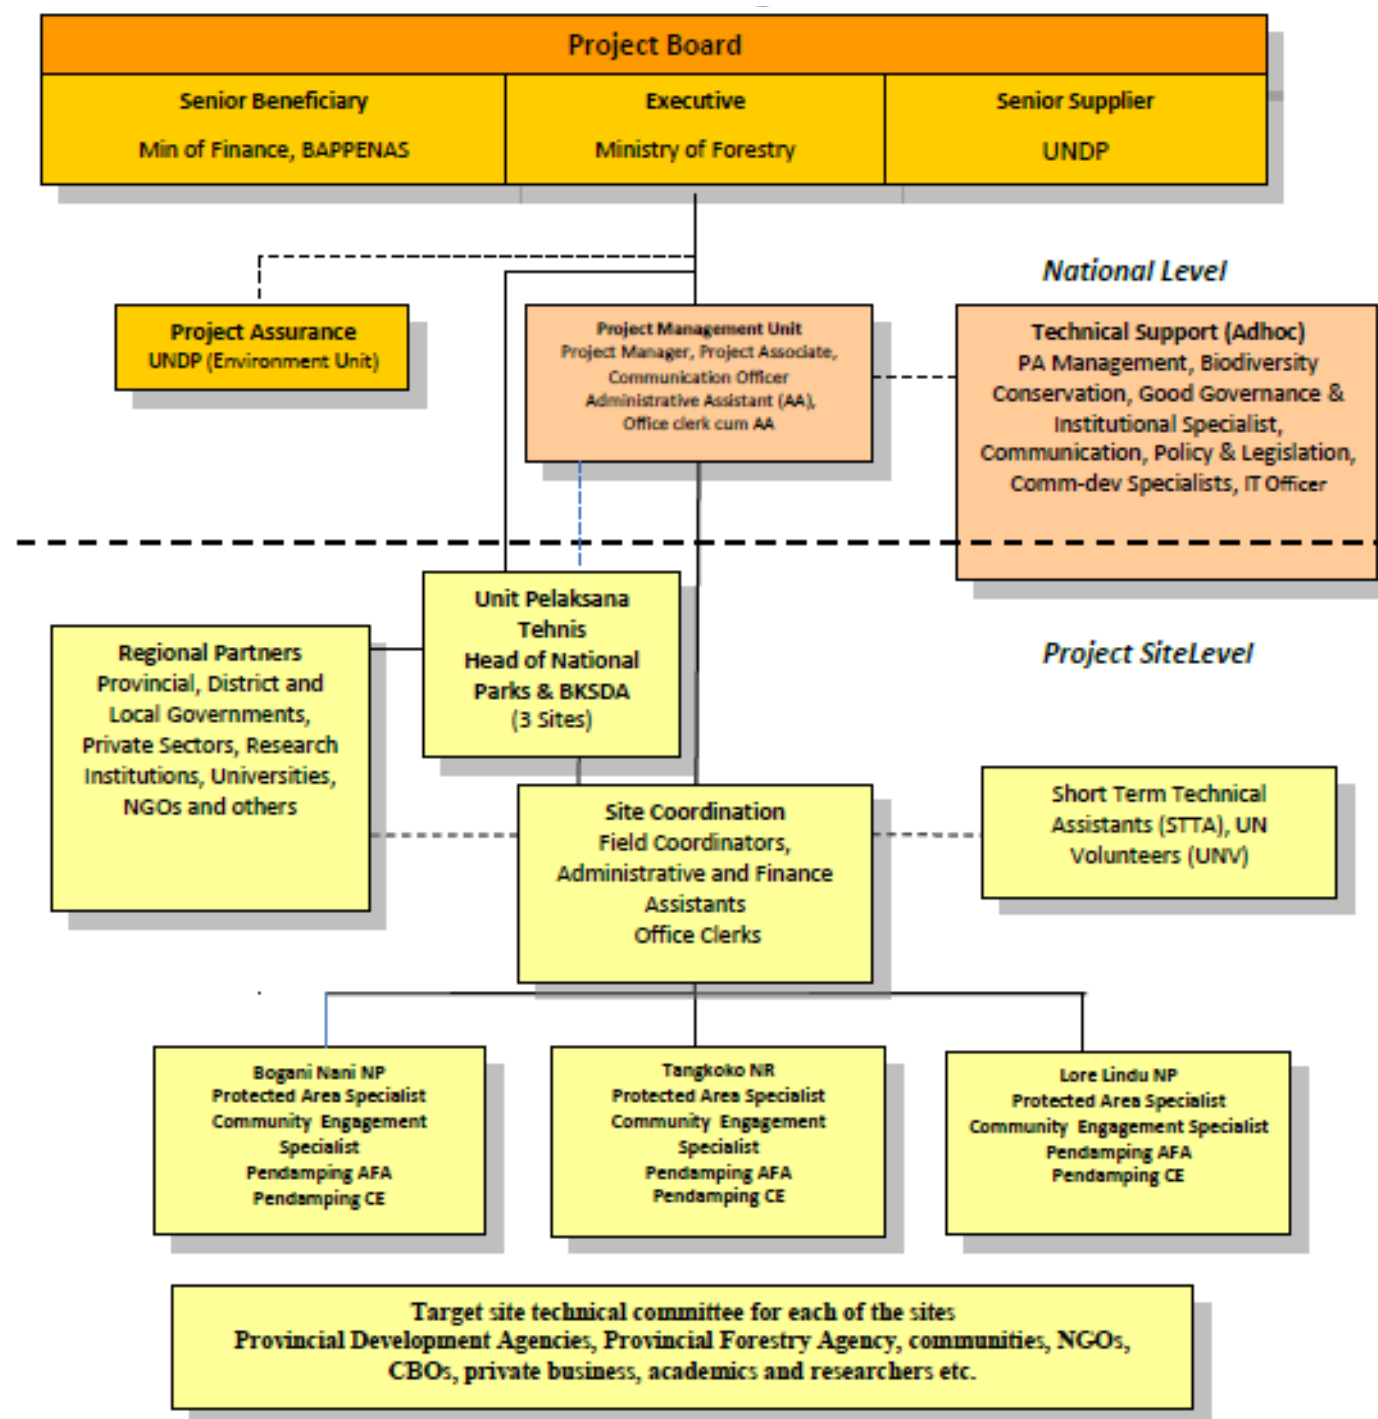 Project Board
Senior Beneficiary
Min of Finance, BAPPENAS
Executive
Ministry of Forestry
Senior Supplier
UNDP
National Level
Project Assurance
UNDP (Environment Unit)
Project Management Unit
Project Manager, Project Associate,
Communication Officer
Administrative Assistant (AA),
Office clerk cum AA
Technical Support (Adhoc)
PA Management, Biodiversity
Conservation, Good Governance &
Institutional Specialist,
Communication, Policy & Legislation,
Comm-dev Specialists, IT Officer
Unit Pelaksana
Tehnis
Head of National
Parks & BKSDA
(3 Sites)
Regional Partners
Provincial, District and
Local Governments,
Private Sectors, Research
Institutions, Universities,
NGOs and others
Project SiteLevel
Site Coordination
Field Coordinators,
Administrative and Finance
Assistants
Office Clerks
Short Term Technical
Assistants (STTA), UN
Volunteers (UNV)
Bogani Nani NP
Protected Area Specialist
Community Engagement
Specialist
Pendamping AFA
Pendamping CE
Tangkoko NR
Protected Area Specialist
Community Engagement
Specialist
Pendamping AFA
Pendamping CE
Lore Lindu NP
Protected Area Specialist
Community Engagement Specialist
Pendamping AFA
Pendamping CE
Target site technical committee for each of the sites
Provincial Development Agencies, Provincial Forestry Agency, communities, NGOs,
CBOs, private business, academics and researchers etc.